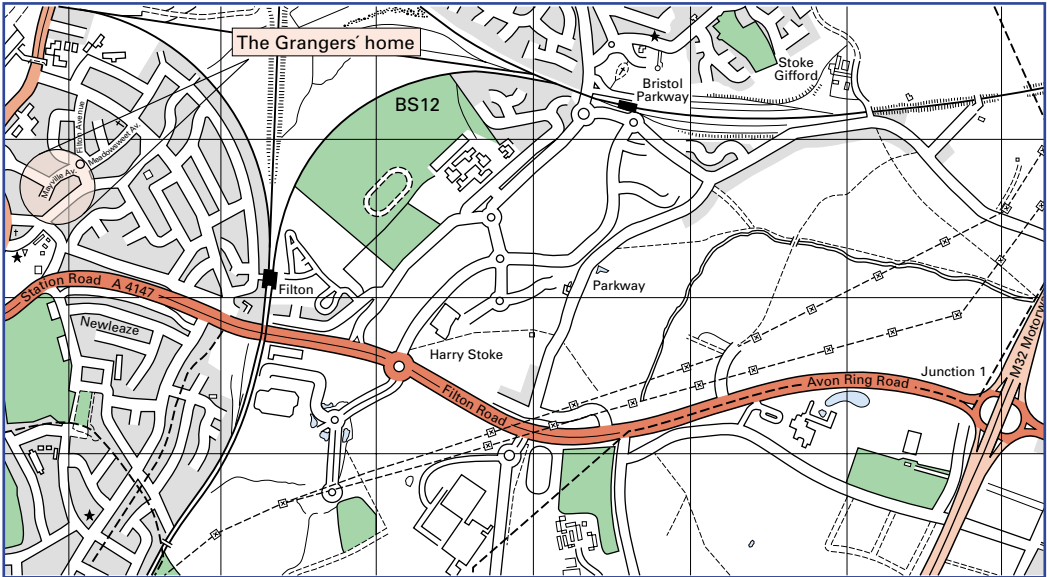 The Grangers´ home
BS12
Stoke
Gifford
Bristol
Parkway
Filton Avenue
Meadowsweet Av.
Mayville Av.
Station Road A 4147
Filton
Parkway
Newleaze
Harry Stoke
Filton Road
Avon Ring Road
Junction 1
M32 Motorw